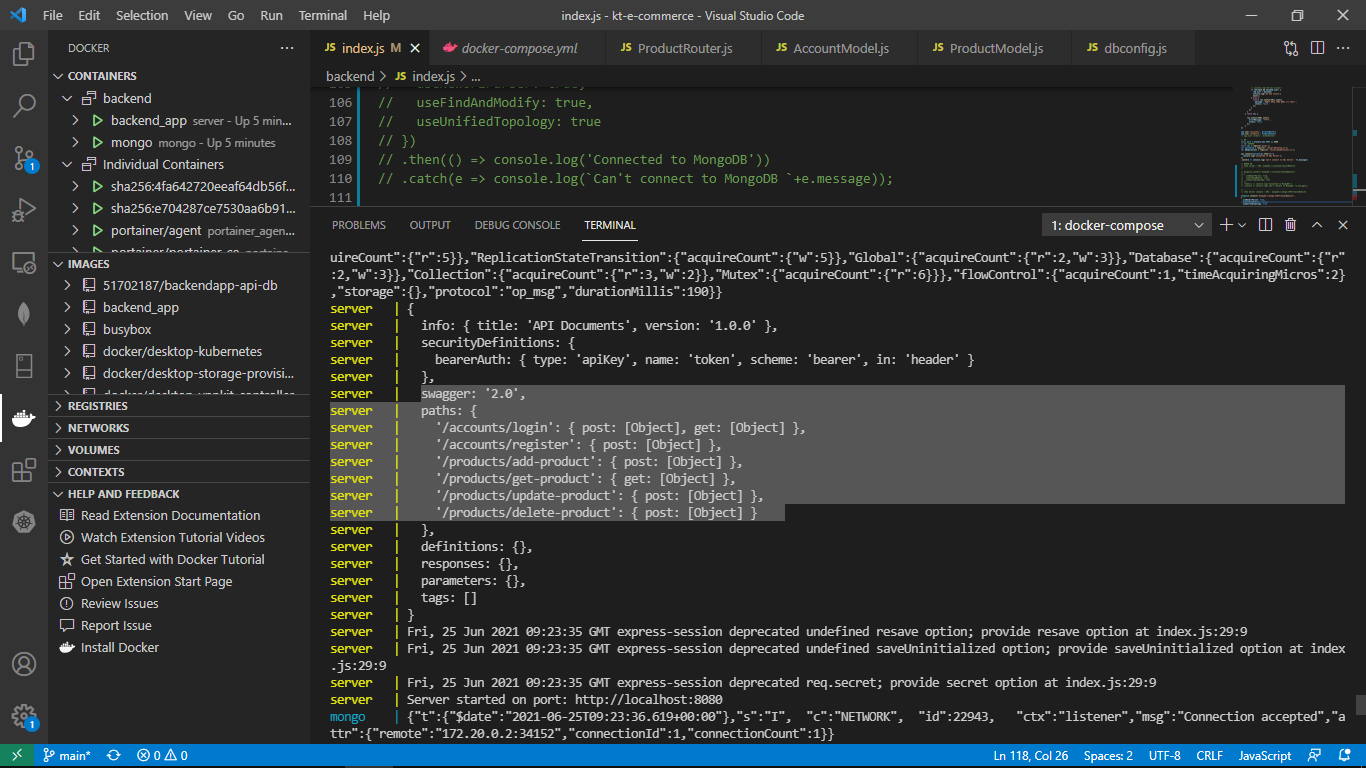 File Edit Selection View Go Run Terminal Help index.js - kt-e-commerce - Visual Studio Code
DOCKER
CONTAINERS
backend
backend_app server - Up 5 min...
mongo mongo - Up 5 minutes
Individual Containers
sha256:4fa642720eeaf64db56f...
sha256:e704287ce7530aa6b91...
portainer/agent portainer_agen...
IMAGES
51702187/backendapp-api-db
backend_app
busybox
docker/desktop-kubernetes
docker/desktop-storage-provisi...
REGISTRIES
NETWORKS
VOLUMES
CONTEXTS
HELP AND FEEDBACK
Read Extension Documentation
Watch Extension Tutorial Videos
Get Started with Docker Tutorial
Open Extension Start Page
Review Issues
Report Issue
Install Docker
1
1
JS index.js M docker-compose.yml JS ProductRouter.js JS AccountModel.js JS ProductModel.js JS dbconfig.js
backend > JS index.js > ...
106 //   useFindAndModify: true,
107 //   useUnifiedTopology: true
108 // })
109 // .then(() => console.log('Connected to MongoDB'))
110 // .catch(e => console.log(`Can't connect to MongoDB `+e.message));
111
PROBLEMS OUTPUT DEBUG CONSOLE TERMINAL 1: docker-compose
uireCount":{"r":5}},"ReplicationStateTransition":{"acquireCount":{"w":5}},"Global":{"acquireCount":{"r":2,"w":3}},"Database":{"acquireCount":{"r"
:2,"w":3}},"Collection":{"acquireCount":{"r":3,"w":2}},"Mutex":{"acquireCount":{"r":6}}},"flowControl":{"acquireCount":1,"timeAcquiringMicros":2}
,"storage":{},"protocol":"op_msg","durationMillis":190}}
server | {
server |   info: { title: 'API Documents', version: '1.0.0' },
server |   securityDefinitions: {
server |     bearerAuth: { type: 'apiKey', name: 'token', scheme: 'bearer', in: 'header' }
server |   },
server |   swagger: '2.0',
server |   paths: {
server |     '/accounts/login': { post: [Object], get: [Object] },
server |     '/accounts/register': { post: [Object] },
server |     '/products/add-product': { post: [Object] },
server |     '/products/get-product': { get: [Object] },
server |     '/products/update-product': { post: [Object] },
server |     '/products/delete-product': { post: [Object] }
server |   },
server |   definitions: {},
server |   responses: {},
server |   parameters: {},
server |   tags: []
server | }
server | Fri, 25 Jun 2021 09:23:35 GMT express-session deprecated undefined resave option; provide resave option at index.js:29:9
server | Fri, 25 Jun 2021 09:23:35 GMT express-session deprecated undefined saveUninitialized option; provide saveUninitialized option at index
.js:29:9
server | Fri, 25 Jun 2021 09:23:35 GMT express-session deprecated req.secret; provide secret option at index.js:29:9
server | Server started on port: http://localhost:8080
mongo | {"t":{"$date":"2021-06-25T09:23:36.619+00:00"},"s":"I",  "c":"NETWORK",  "id":22943,   "ctx":"listener","msg":"Connection accepted","a
ttr":{"remote":"172.20.0.2:34152","connectionId":1,"connectionCount":1}}
main* 0 0 Ln 118, Col 26 Spaces: 2 UTF-8 CRLF JavaScript